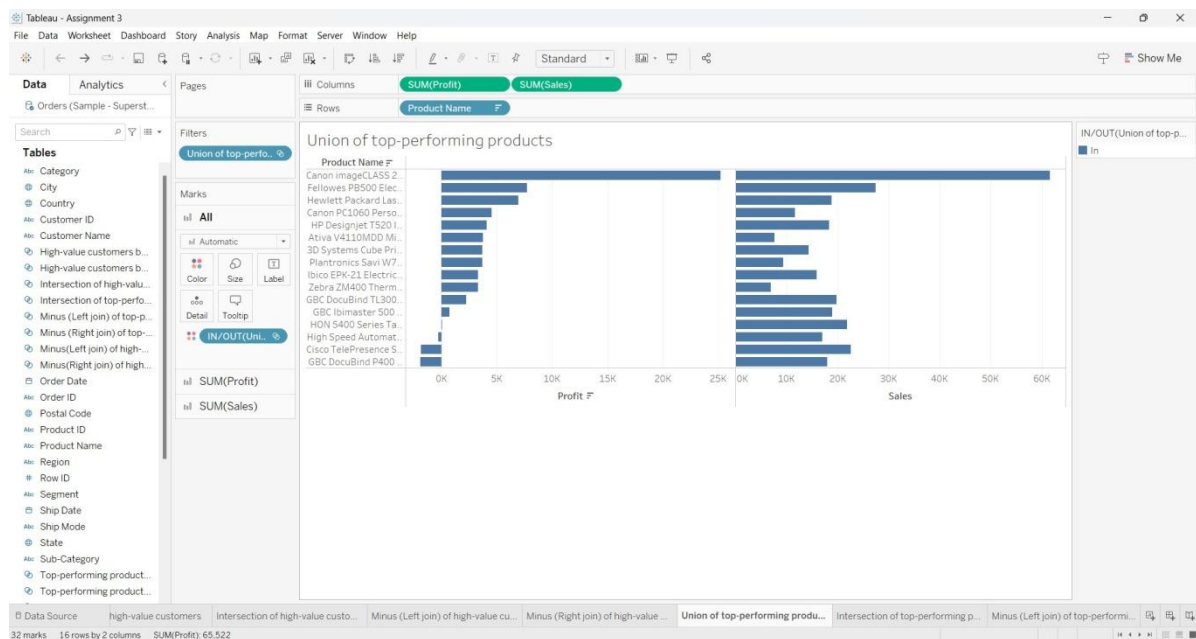 Tableau - Assignment 3
File Data Worksheet Dashboard Story Analysis Map Format Server Window Help
Standard
Show Me
Data Analytics
Orders (Sample - Superst...
Search
Tables
Abc Category
City
Country
Abc Customer ID
Abc Customer Name
High-value customers b...
High-value customers b...
Intersection of high-valu...
Intersection of top-perfo...
Minus (Left join) of top-p...
Minus (Right join) of top-...
Minus(Left join) of high-...
Minus(Right join) of high...
Order Date
Abc Order ID
Postal Code
Abc Product ID
Abc Product Name
Abc Region
# Row ID
Abc Segment
Ship Date
Abc Ship Mode
State
Abc Sub-Category
Top-performing product...
Top-performing product...
Pages
Filters
Union of top-perfo..
Marks
All
Automatic
Color Size Label
Detail Tooltip
IN/OUT(Uni..
SUM(Profit)
SUM(Sales)
Columns SUM(Profit) SUM(Sales)
Rows Product Name
Union of top-performing products
Product Name
Canon imageCLASS 2..
Fellowes PB500 Elec..
Hewlett Packard Las..
Canon PC1060 Perso..
HP Designjet T520 I..
Ativa V4110MDD Mi..
3D Systems Cube Pri..
Plantronics Savi W7..
Ibico EPK-21 Electric..
Zebra ZM400 Therm..
GBC DocuBind TL300..
GBC Ibimaster 500 ..
HON 5400 Series Ta..
High Speed Automat..
Cisco TelePresence S..
GBC DocuBind P400 ..
0K 5K 10K 15K 20K 25K 0K 10K 20K 30K 40K 50K 60K
Profit Sales
IN/OUT(Union of top-p...
In
Data Source high-value customers Intersection of high-value custo... Minus (Left join) of high-value cu... Minus (Right join) of high-value ... Union of top-performing produ... Intersection of top-performing p... Minus (Left join) of top-performi...
32 marks 16 rows by 2 columns SUM(Profit): 65,522